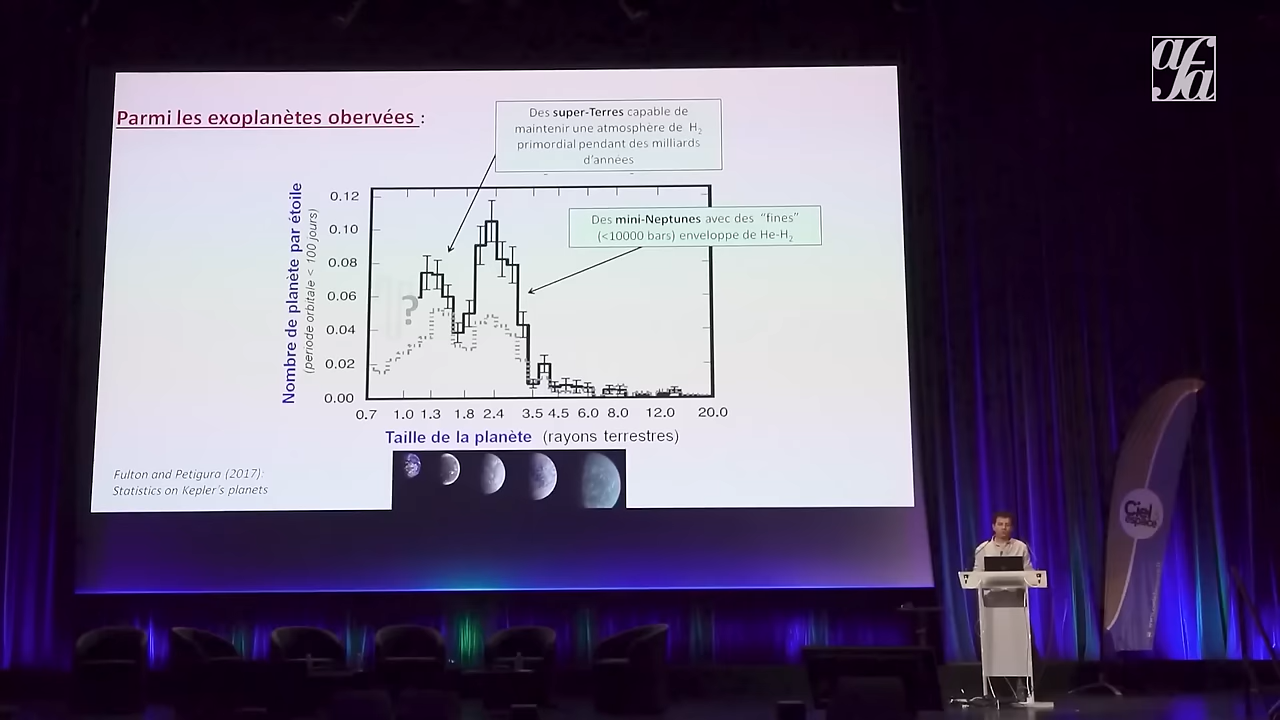 afa
Parmi les exoplanètes obervées :
Des super-Terres capable de
maintenir une atmosphère de H₂
primordial pendant des milliards
d'années
Des mini-Neptunes avec des "fines"
(<10000 bars) enveloppe de He-H₂
Nombre de planète par étoile
(periode orbitale < 100 jours)
0.12
0.10
0.08
0.06
0.04
0.02
0.00
?
0.7 1.0 1.3 1.8 2.4 3.5 4.5 6.0 8.0 12.0 20.0
Taille de la planète (rayons terrestres)
Fulton and Petigura (2017):
Statistics on Kepler's planets
Ciel
espace